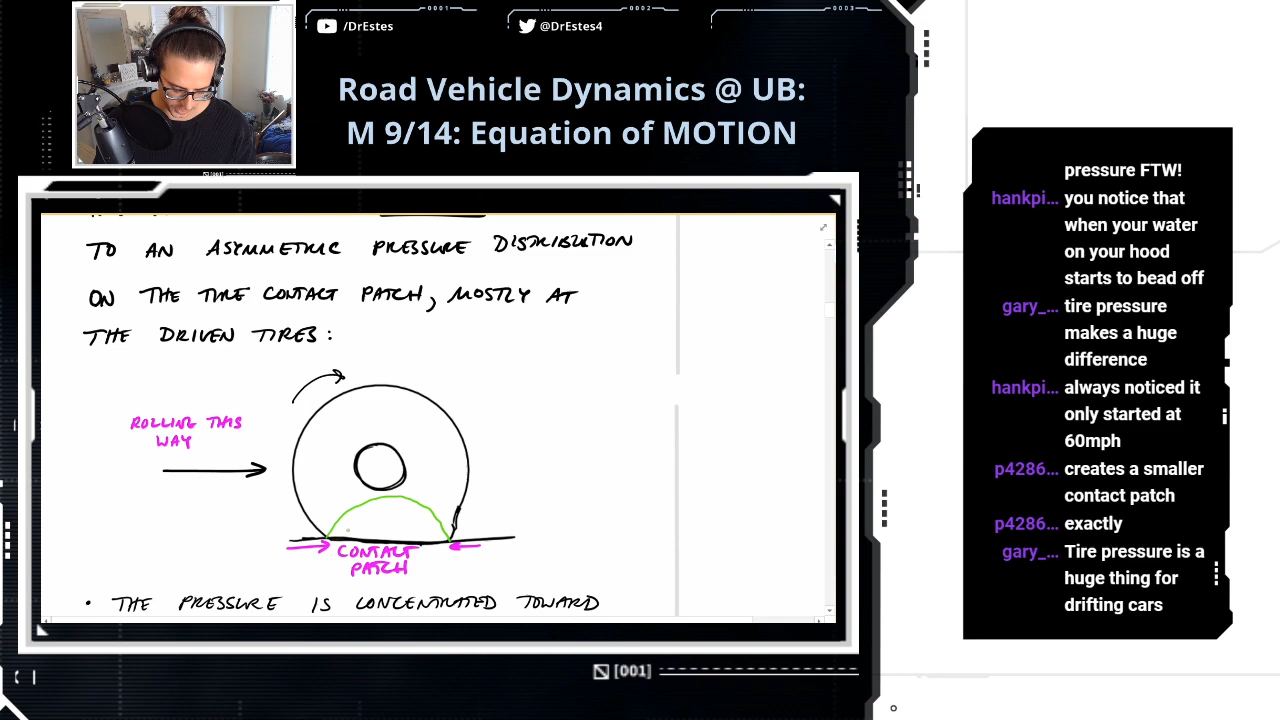 0001
0002
0003
/DrEstes
@DrEstes4
Road Vehicle Dynamics @ UB:
M 9/14: Equation of MOTION
[001]
TO AN ASYMMETRIC PRESSURE DISTRIBUTION
ON THE TIRE CONTACT PATCH, MOSTLY AT
THE DRIVEN TIRES:
ROLLING THIS
WAY
CONTACT
PATCH
• THE PRESSURE IS CONCENTRATED TOWARD
[001]
pressure FTW!
hankpi... you notice that
when your water
on your hood
starts to bead off
gary_... tire pressure
makes a huge
difference
hankpi... always noticed it
only started at
60mph
p4286... creates a smaller
contact patch
p4286... exactly
gary_... Tire pressure is a
huge thing for
drifting cars